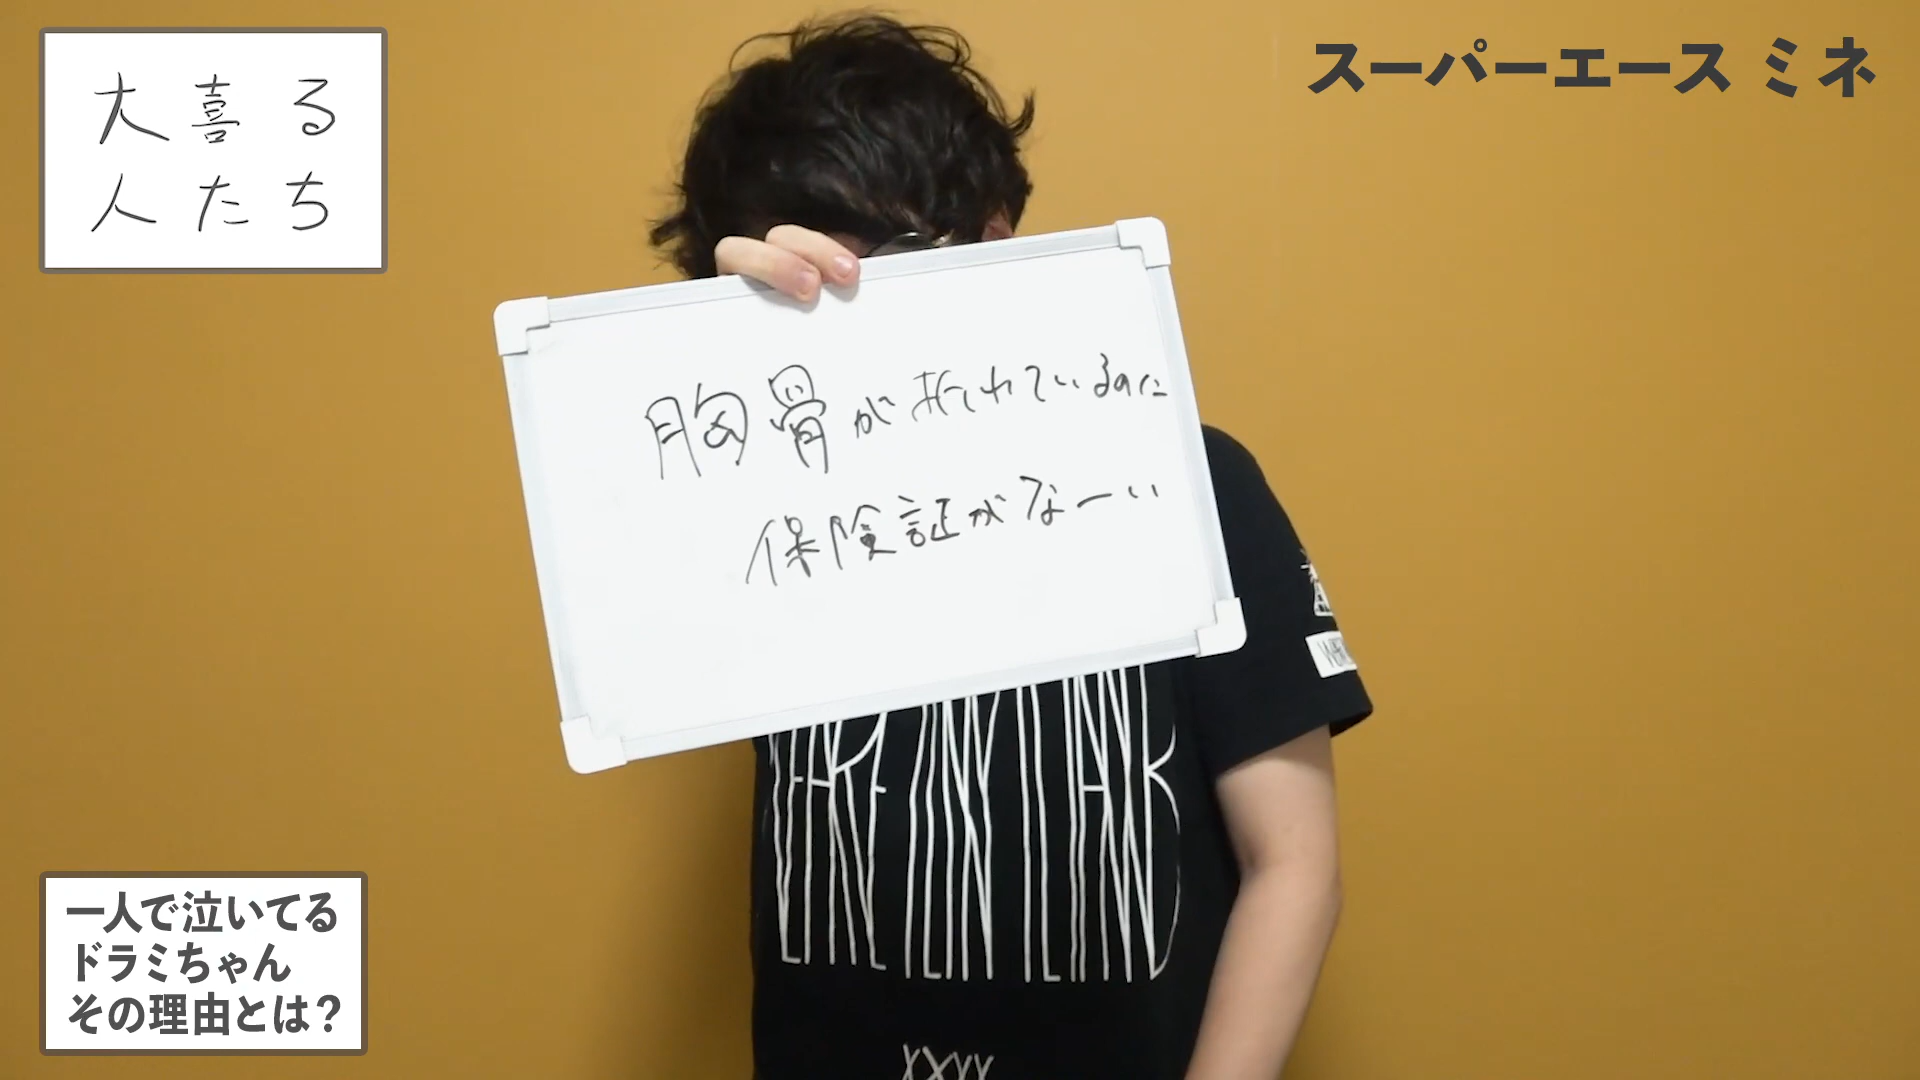 大喜る
人たち
スーパーエース ミネ
胸骨が折れているのに
保険証がなーい
一人で泣いてる
ドラミちゃん
その理由とは？